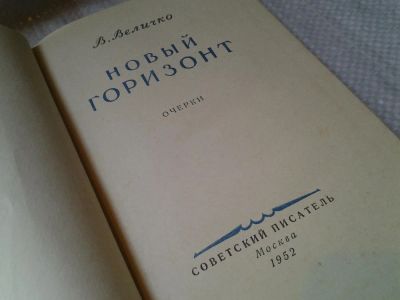 В. Величко
НОВЫЙ
ГОРИЗОНТ
ОЧЕРКИ
СОВЕТСКИЙ ПИСАТЕЛЬ
Москва
1952